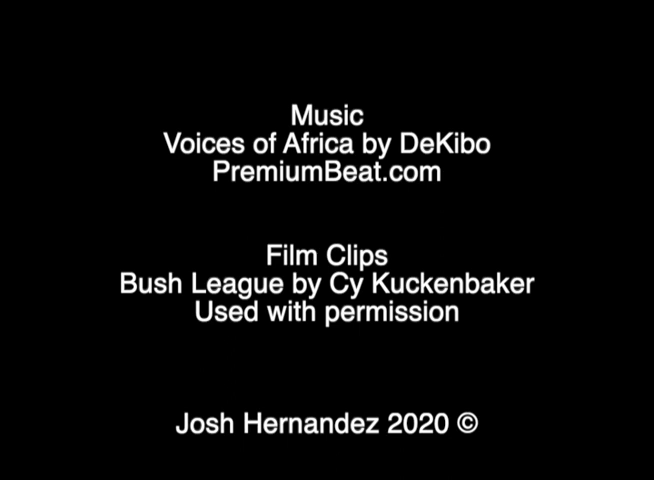 Music
Voices of Africa by DeKibo
PremiumBeat.com
Film Clips
Bush League by Cy Kuckenbaker
Used with permission
Josh Hernandez 2020 ©